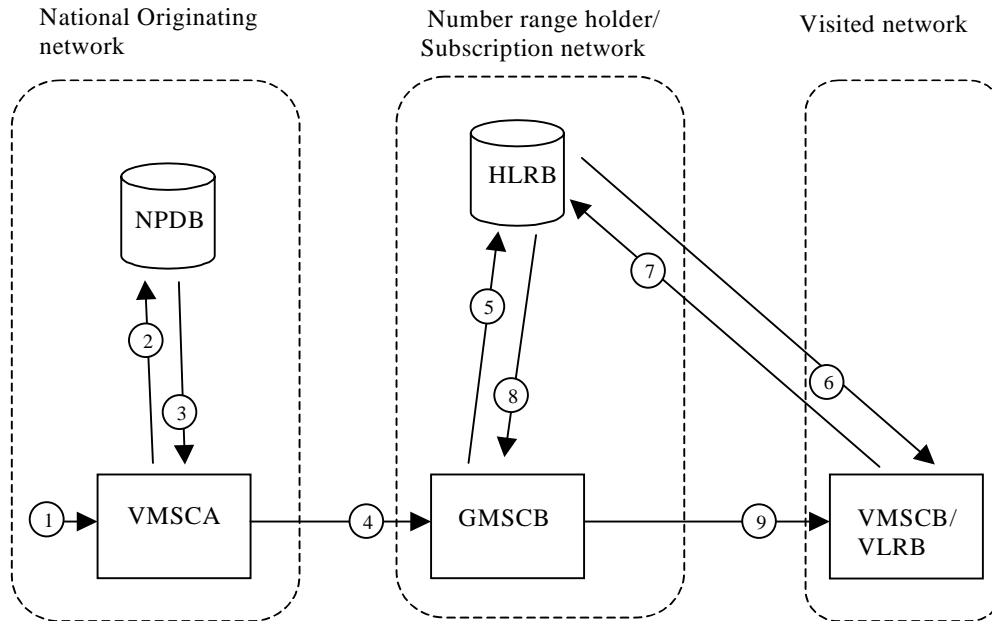 National Originating
network
Number range holder/
Subscription network
Visited network
NPDB
HLRB
2
3
5
8
7
6
1
VMSCA
4
GMSCB
9
VMSCB/
VLRB